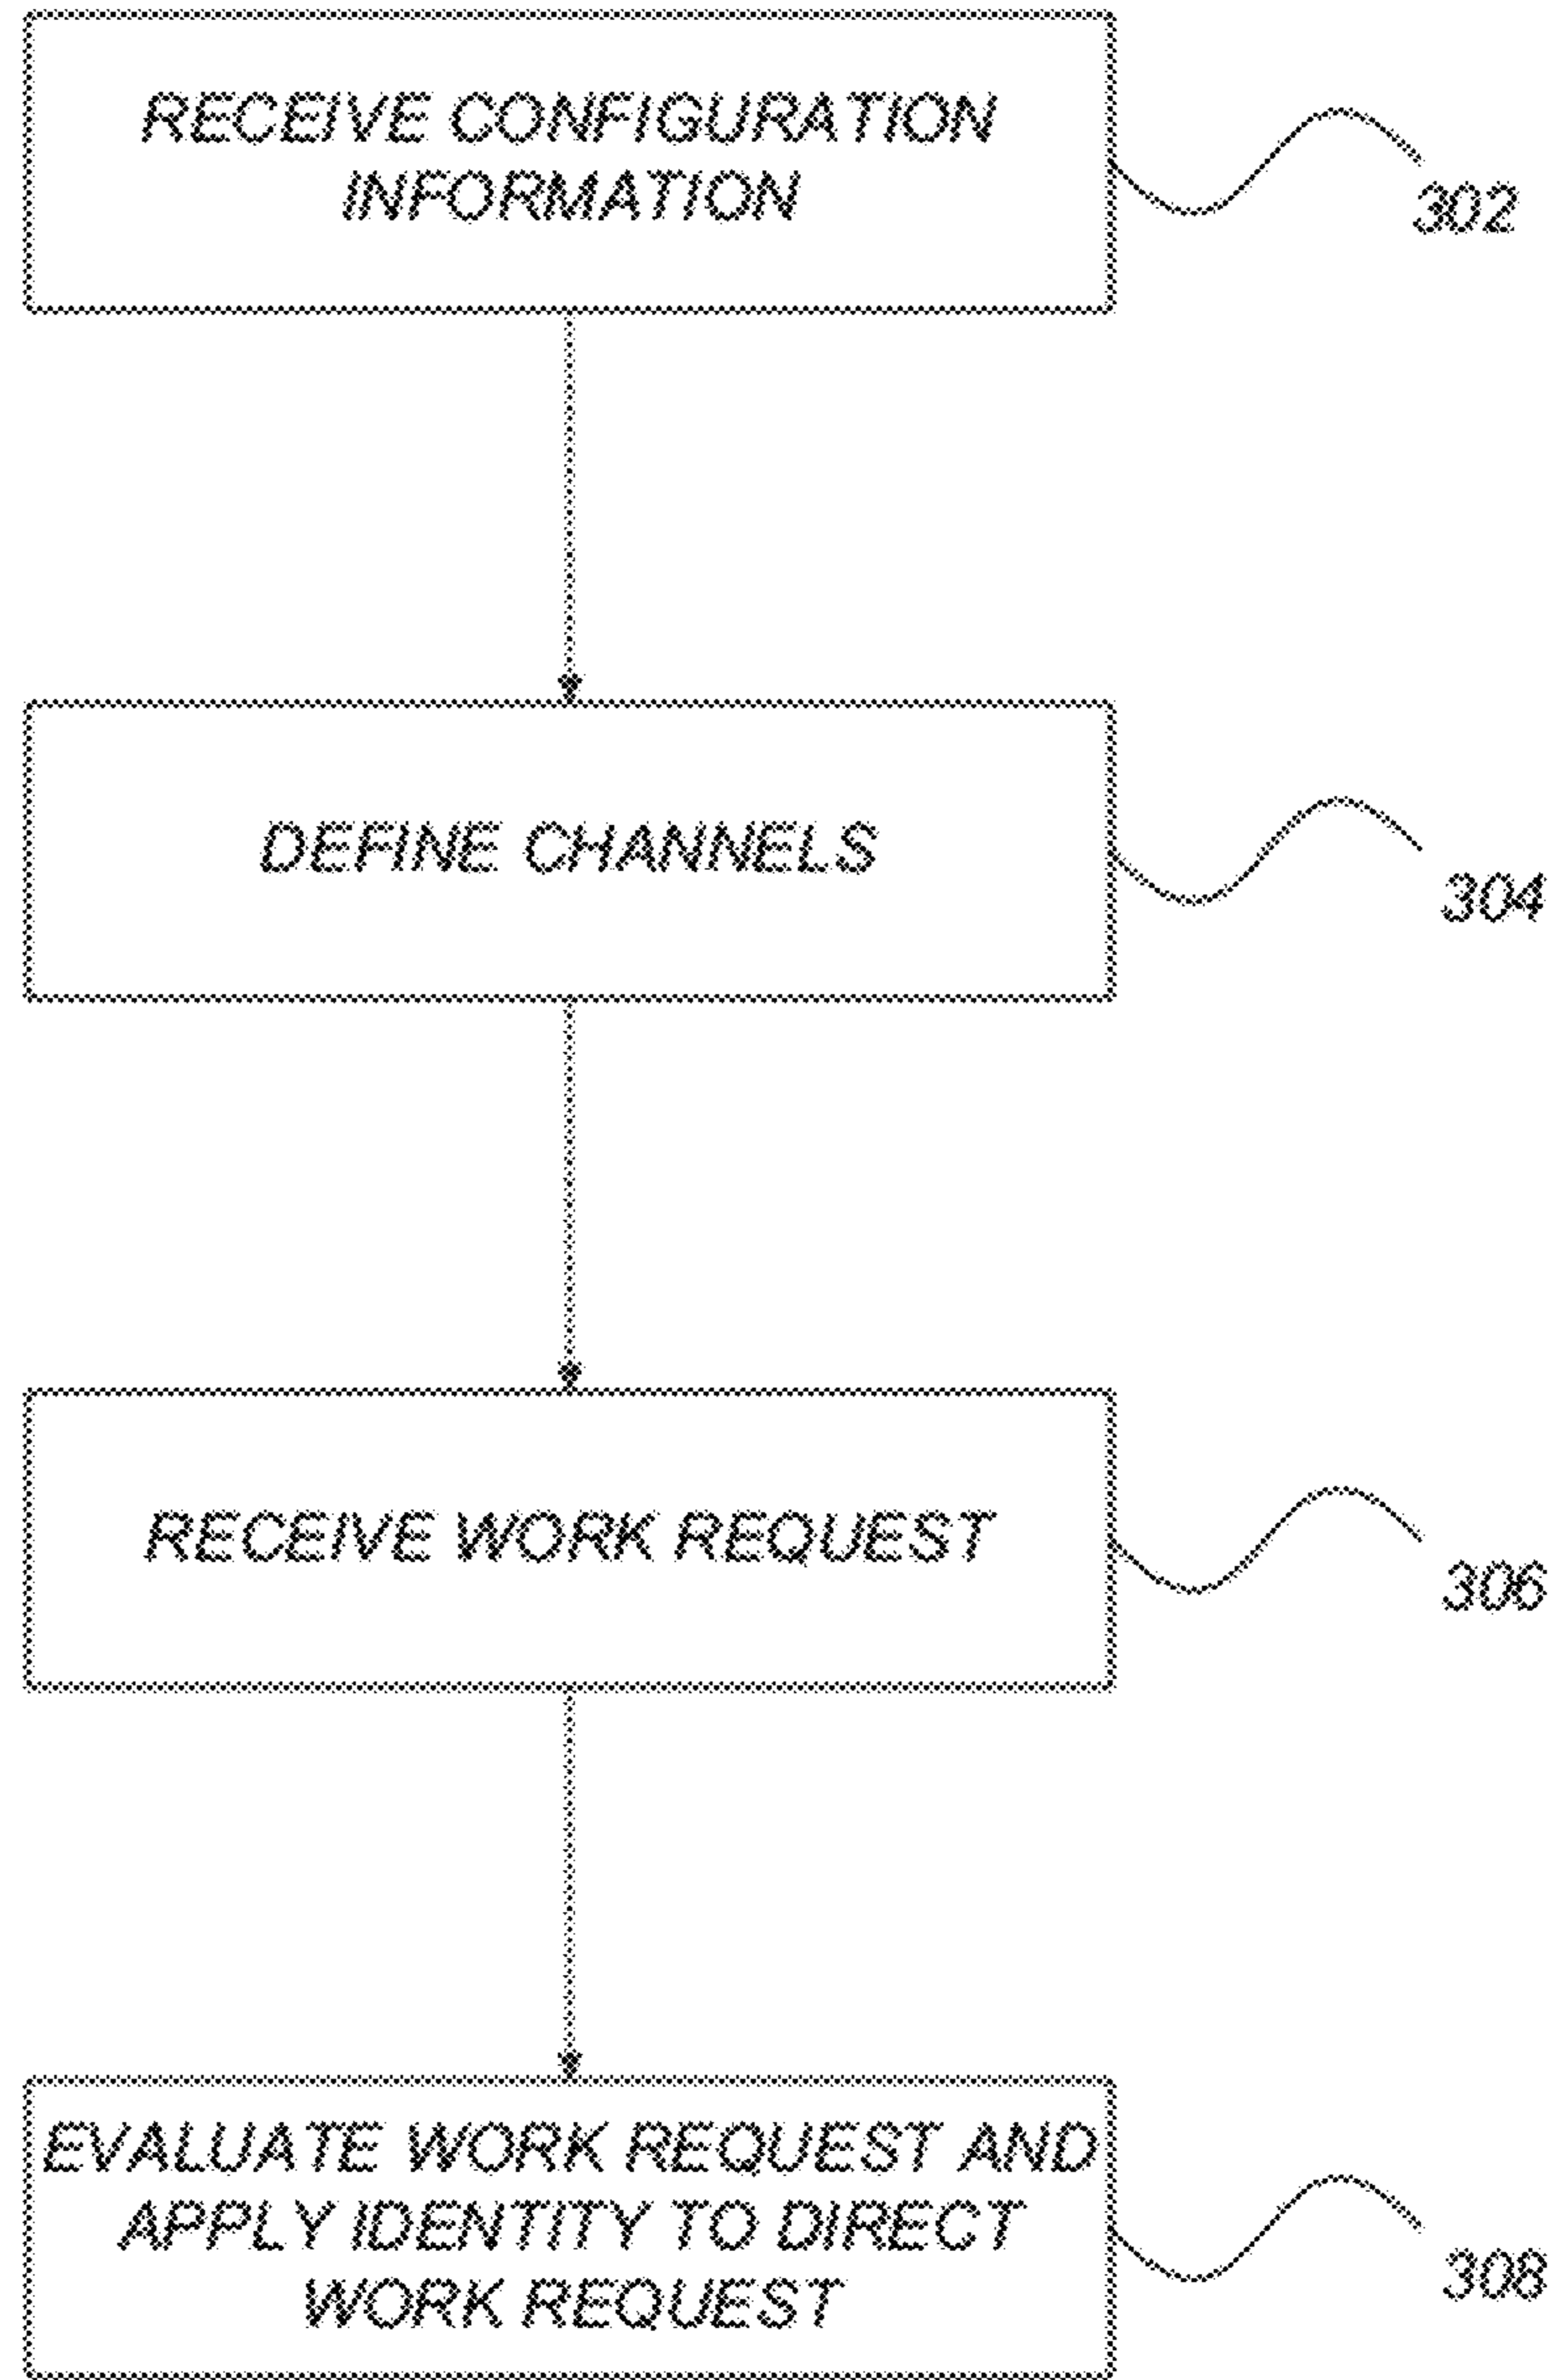 RECEIVE CONFIGURATION
INFORMATION
302
DEFINE CHANNELS
304
RECEIVE WORK REQUEST
306
EVALUATE WORK REQUEST AND
APPLY IDENTITY TO DIRECT
WORK REQUEST
308